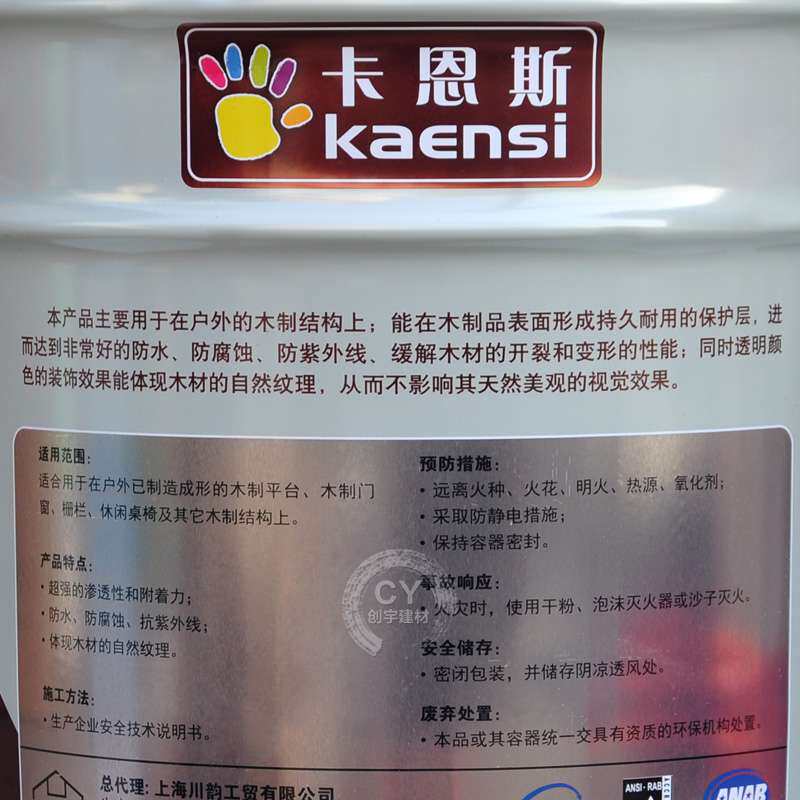 卡恩斯
kaensi
本产品主要用于在户外的木制结构上；能在木制品表面形成持久耐用的保护层，进
而达到非常好的防水、防腐蚀、防紫外线、缓解木材的开裂和变形的性能；同时透明颜
色的装饰效果能体现木材的自然纹理，从而不影响其天然美观的视觉效果。
适用范围：
适合用于在户外已制造成形的木制平台、木制门
窗、栅栏、休闲桌椅及其它木制结构上。
产品特点：
·超强的渗透性和附着力；
·防水、防腐蚀、抗紫外线；
·体现木材的自然纹理。
施工方法：
·生产企业安全技术说明书。
预防措施：
·远离火种、火花、明火、热源、氧化剂；
·采取防静电措施；
·保持容器密封。
事故响应：
·火灾时，使用干粉、泡沫灭火器或沙子灭火。
安全储存：
·密闭包装，并储存阴凉透风处。
废弃处置：
·本品或其容器统一交具有资质的环保机构处置。
CY
创宇建材
总代理：上海川韵工贸有限公司
ANSI·RAB
ANAB